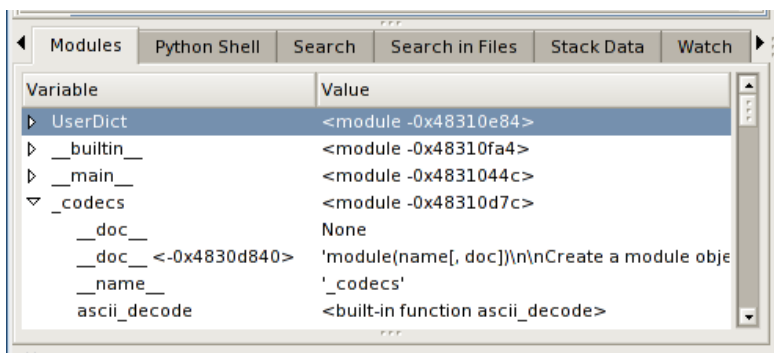 Modules Python Shell Search Search in Files Stack Data Watch
Variable Value
UserDict <module -0x48310e84>
__builtin__ <module -0x48310fa4>
__main__ <module -0x4831044c>
_codecs <module -0x48310d7c>
__doc__ None
__doc__ <-0x4830d840> 'module(name[, doc])\n\nCreate a module obje
__name__ '_codecs'
ascii_decode <built-in function ascii_decode>